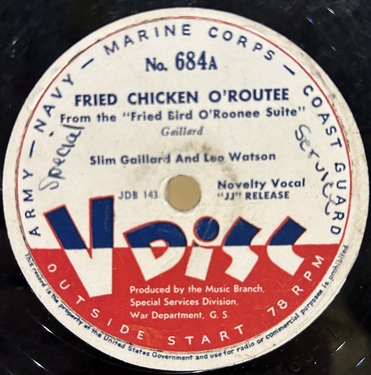 ARMY — NAVY — MARINE CORPS — COAST GUARD
No. 684A
FRIED CHICKEN O'ROUTEE
From the "Fried Bird O'Roonee Suite"
Gaillard
Special
Service
Slim Gaillard And Leo Watson
JDB 143
Novelty Vocal
"JJ" RELEASE
V DISC
Produced by the Music Branch,
Special Services Division,
War Department, G. S.
OUTSIDE START 78 RPM
This record is the property of the United States Government and use for radio or commercial purposes is prohibited.